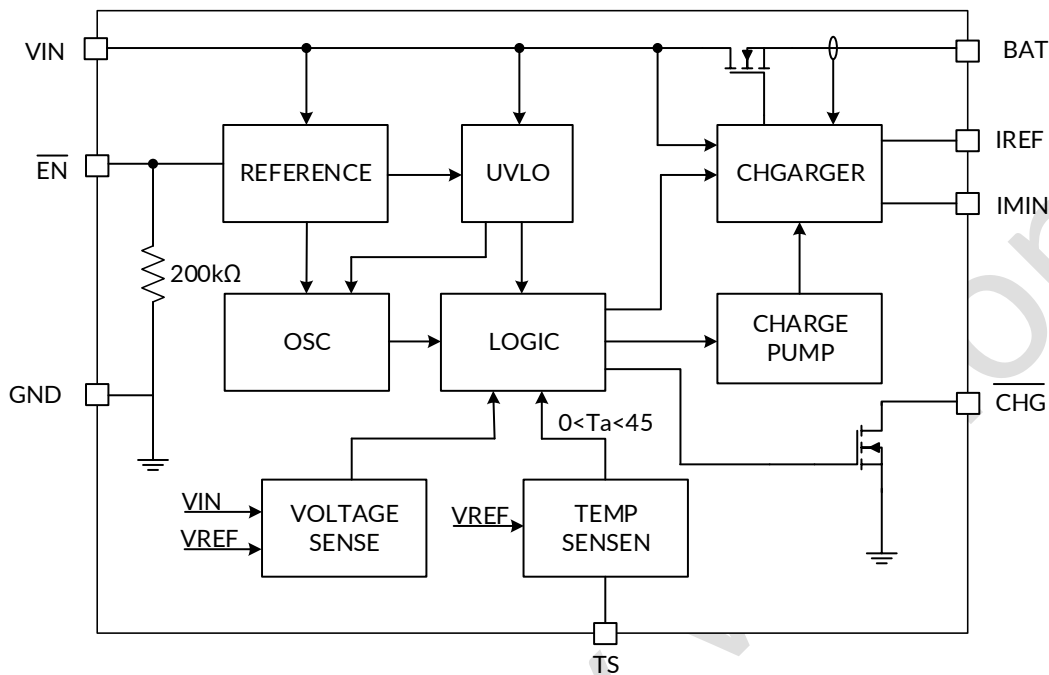 VIN
BAT
EN
REFERENCE
UVLO
CHGARGER
IREF
IMIN
200kΩ
OSC
LOGIC
CHARGE
PUMP
GND
CHG
0<Ta<45
VIN
VREF
VOLTAGE
SENSE
VREF
TEMP
SENSEN
TS